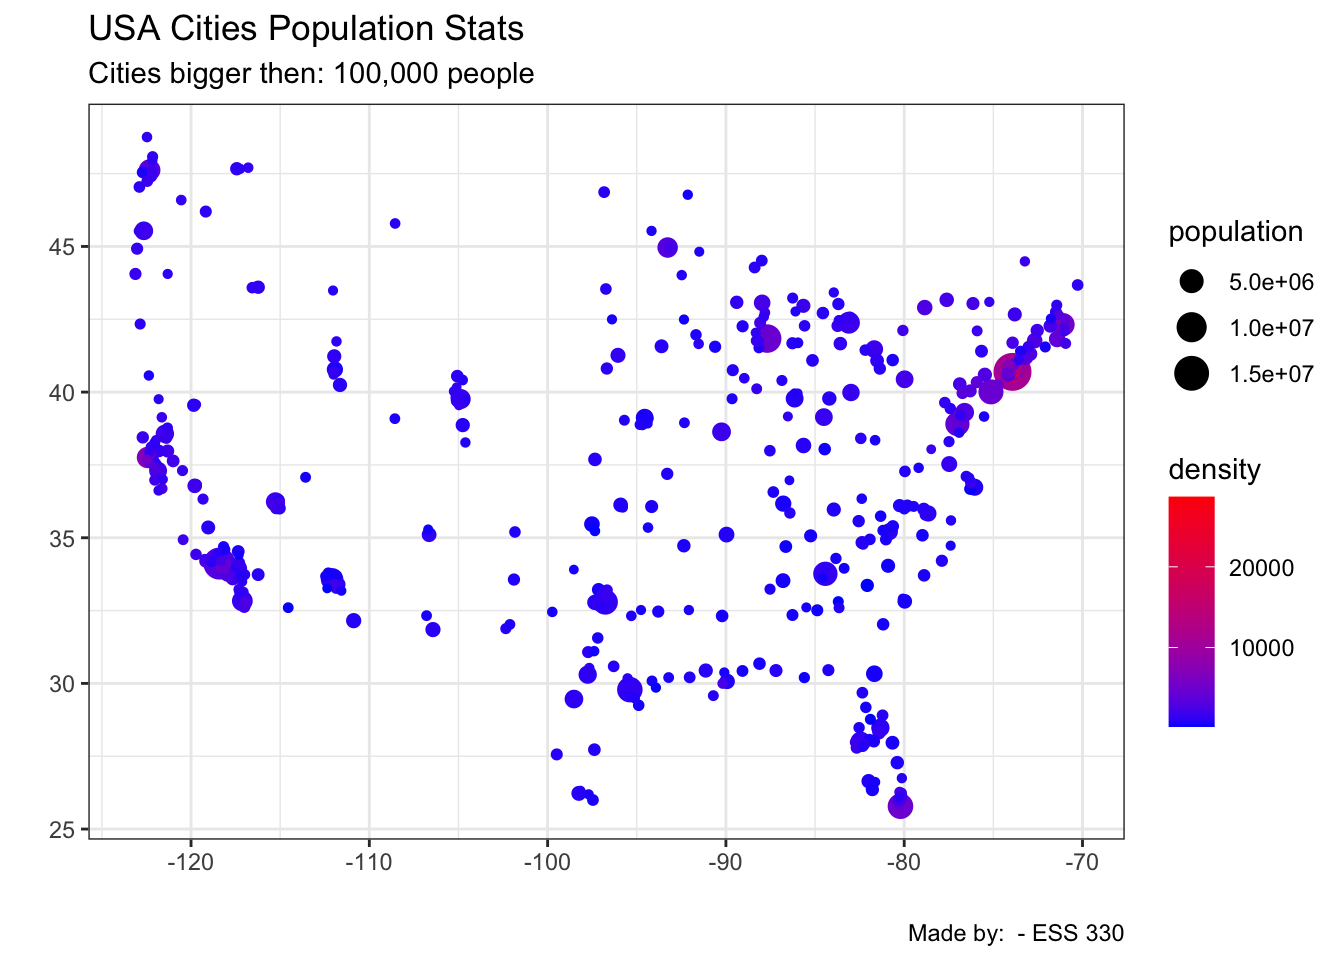 USA Cities Population Stats
Cities bigger then: 100,000 people
45
40
35
30
25
-120 -110 -100 -90 -80 -70
population
5.0e+06
1.0e+07
1.5e+07
density
20000
10000
Made by:  - ESS 330